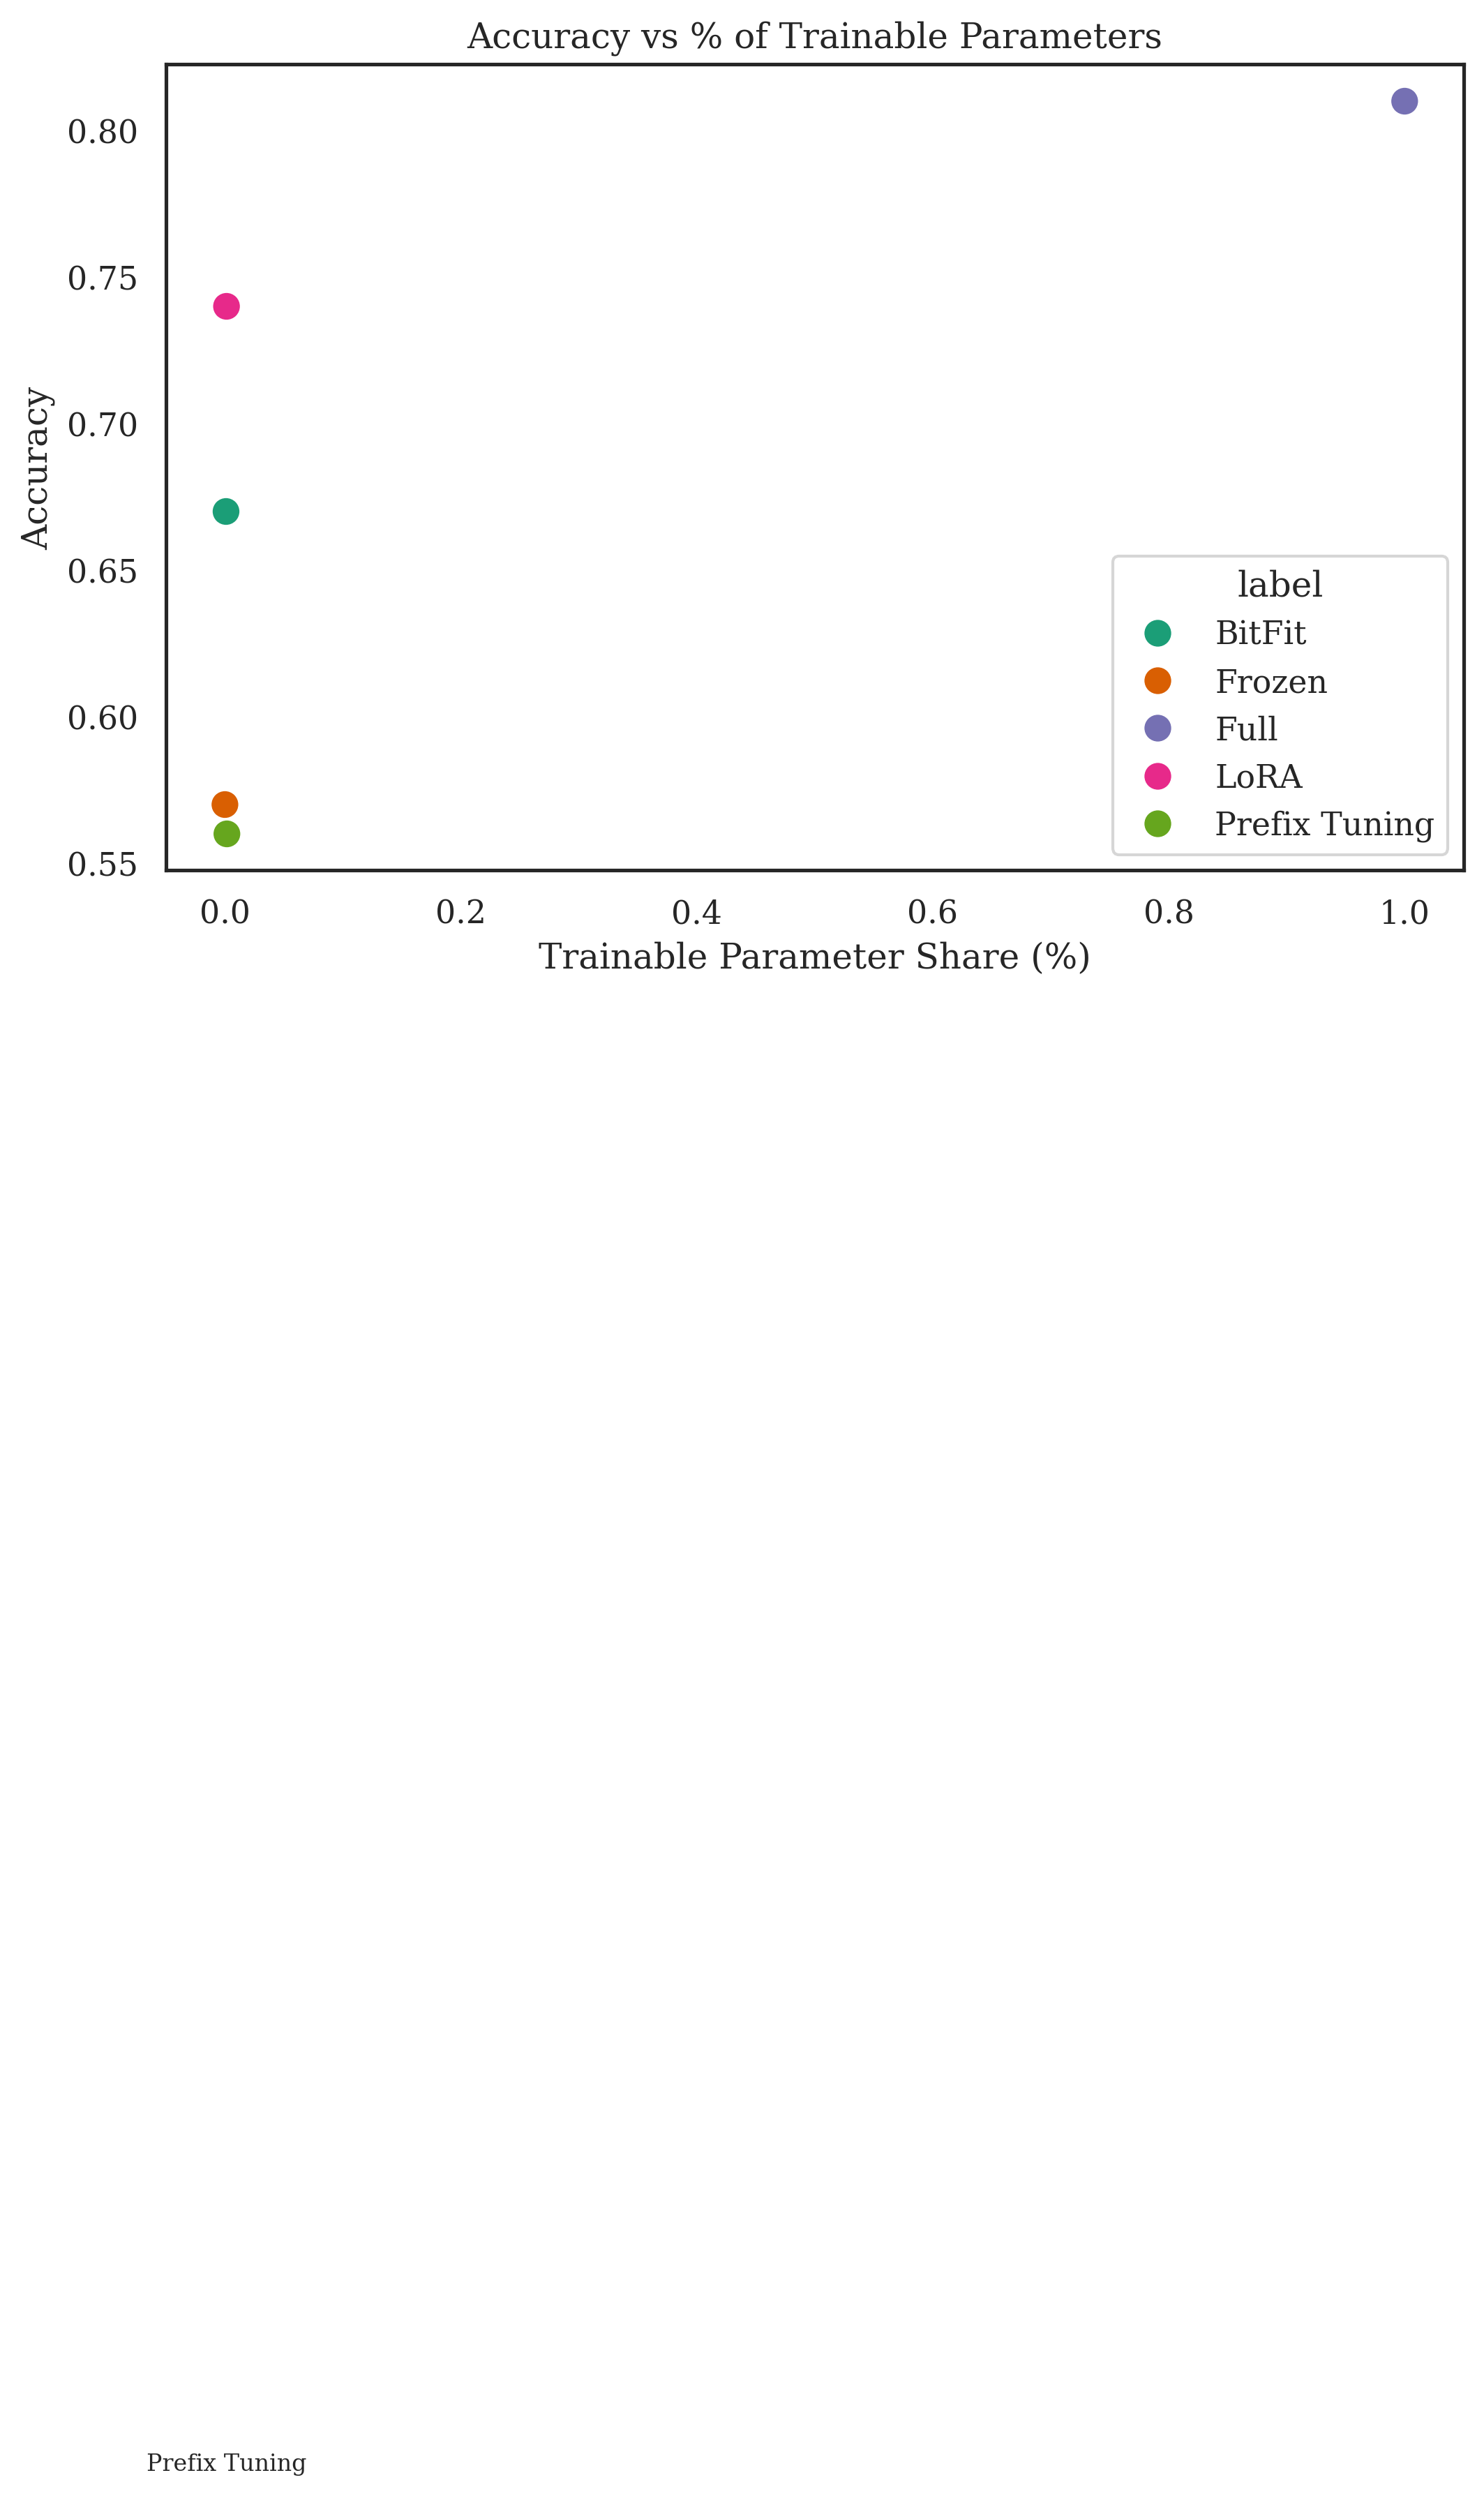 Accuracy vs % of Trainable Parameters
0.80
0.75
0.70
0.65
0.60
0.55
Accuracy
label
BitFit
Frozen
Full
LoRA
Prefix Tuning
0.0 0.2 0.4 0.6 0.8 1.0
Trainable Parameter Share (%)
Prefix Tuning